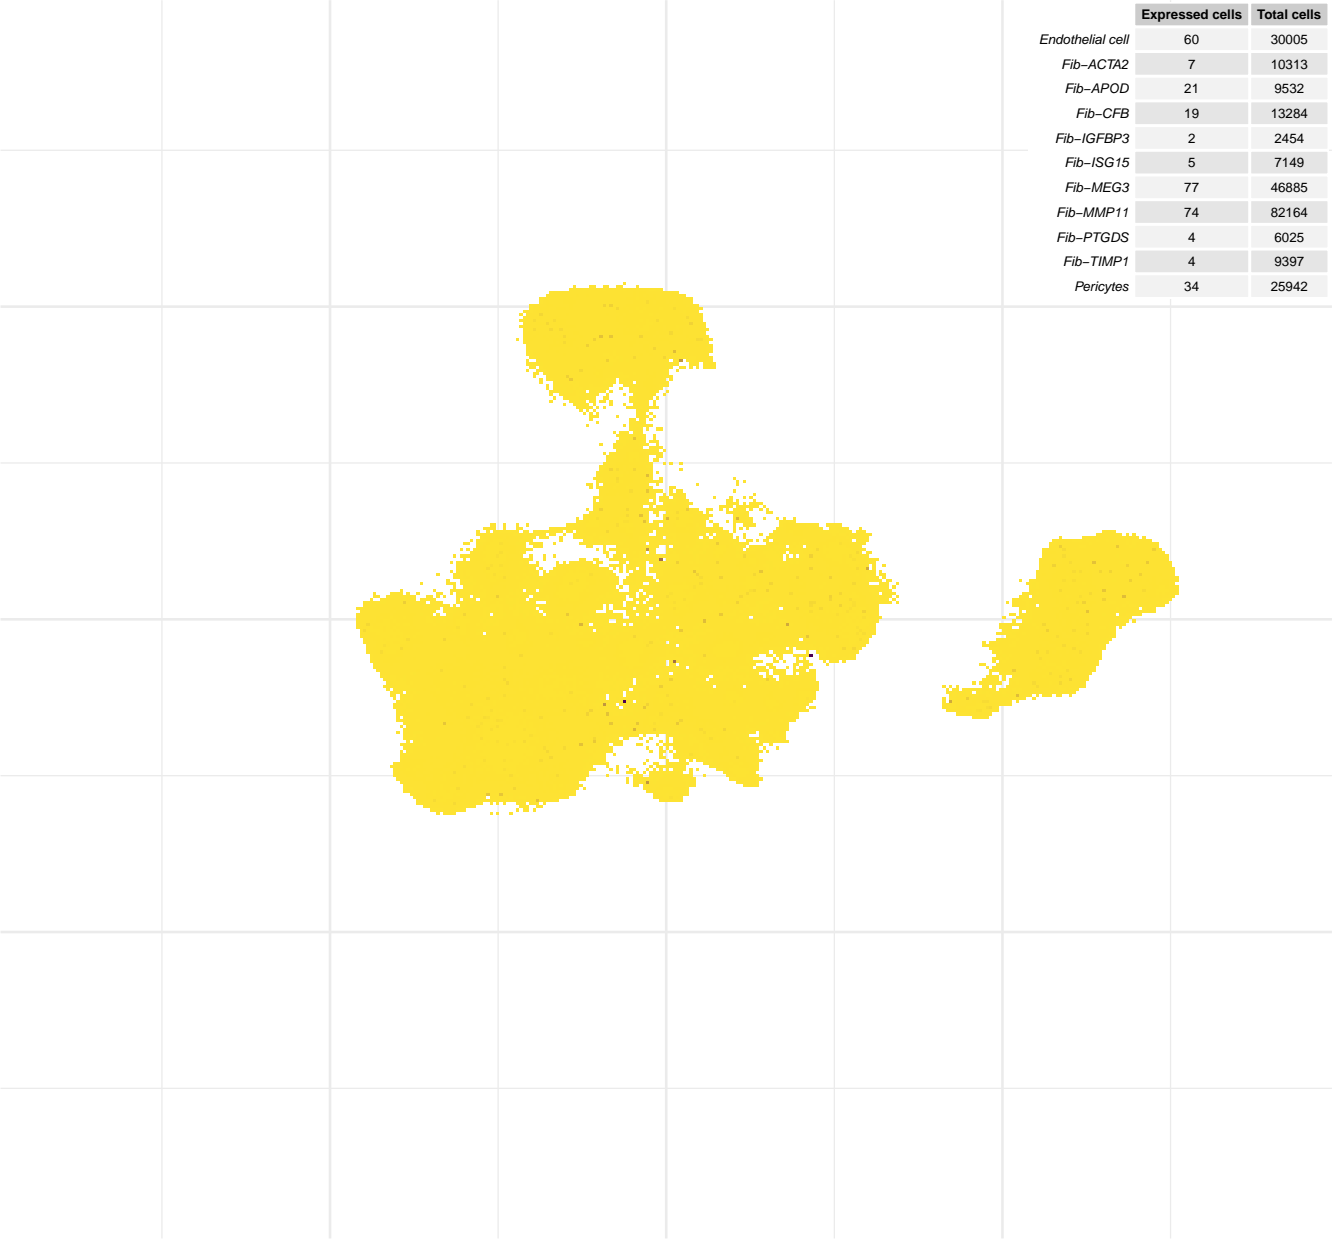 Expressed cells Total cells
Endothelial cell 60 30005
Fib−ACTA2 7 10313
Fib−APOD 21 9532
Fib−CFB 19 13284
Fib−IGFBP3 2 2454
Fib−ISG15 5 7149
Fib−MEG3 77 46885
Fib−MMP11 74 82164
Fib−PTGDS 4 6025
Fib−TIMP1 4 9397
Pericytes 34 25942